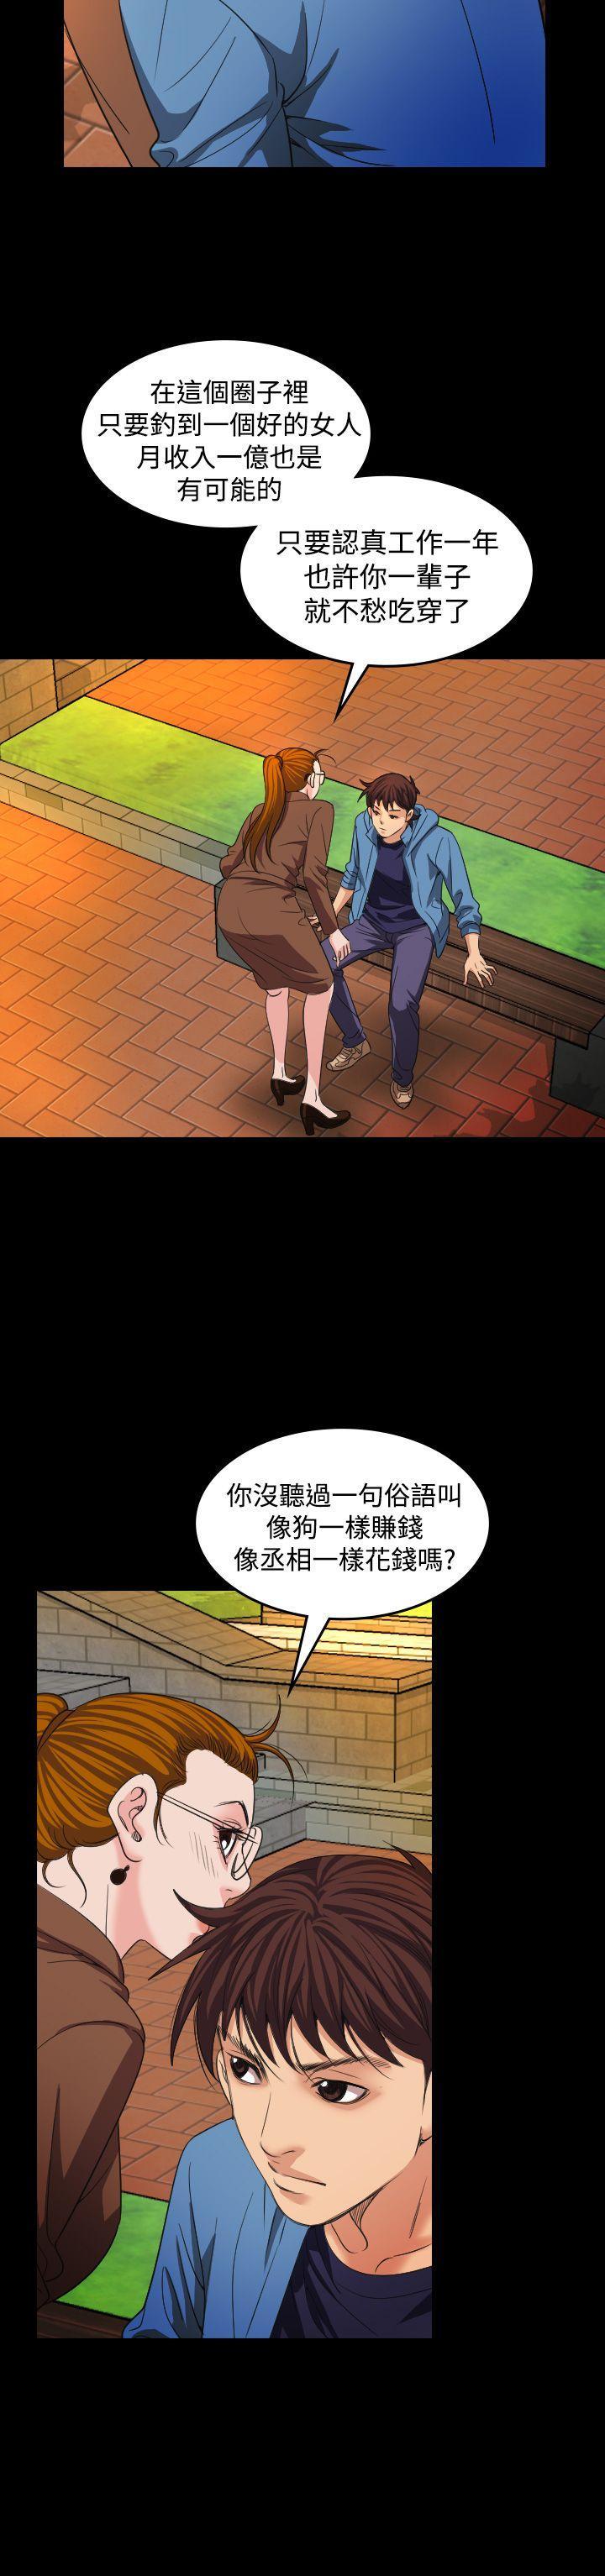 在這個圈子裡
只要釣到一個好的女人
月收入一億也是
有可能的
只要認真工作一年
也許你一輩子
就不愁吃穿了
你沒聽過一句俗語叫
像狗一樣賺錢
像丞相一樣花錢嗎?